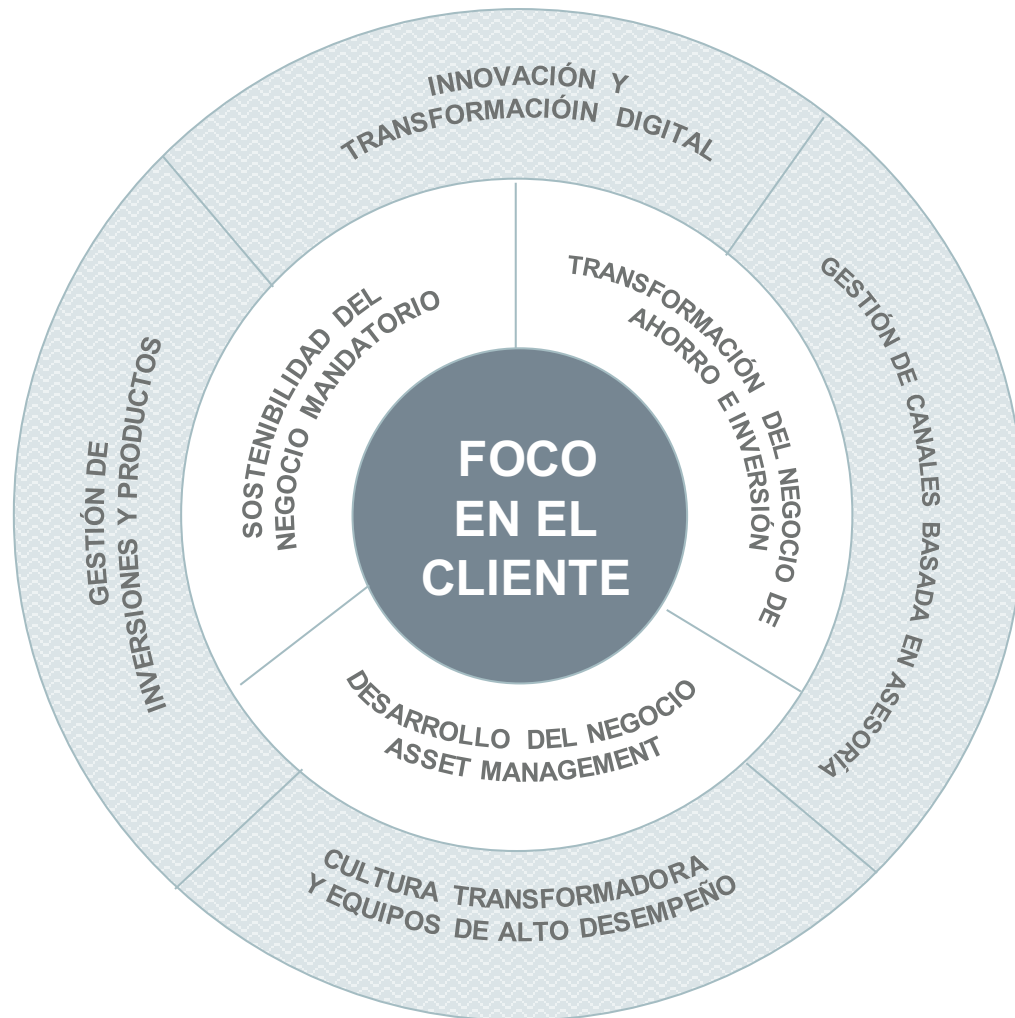 INNOVACIÓN Y
TRANSFORMACIÓIN DIGITAL
GESTIÓN DE CANALES BASADA EN ASESORÍA
CULTURA TRANSFORMADORA
Y EQUIPOS DE ALTO DESEMPEÑO
GESTIÓN DE
INVERSIONES Y PRODUCTOS
SOSTENIBILIDAD DEL
NEGOCIO MANDATORIO
TRANSFORMACIÓN DEL NEGOCIO DE
AHORRO E INVERSIÓN
DESARROLLO DEL NEGOCIO
ASSET MANAGEMENT
FOCO
EN EL
CLIENTE